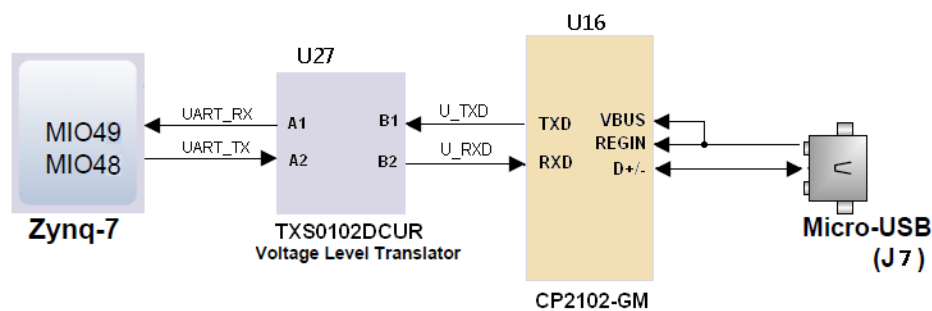 U16
U27
UART_RX
U_TXD
A1
B1
TXD
VBUS
MIO49
REGIN
UART_TX
U_RXD
MIO48
A2
B2
RXD
D+/-
Zynq-7
TXS0102DCUR
Voltage Level Translator
Micro-USB
(J7)
CP2102-GM